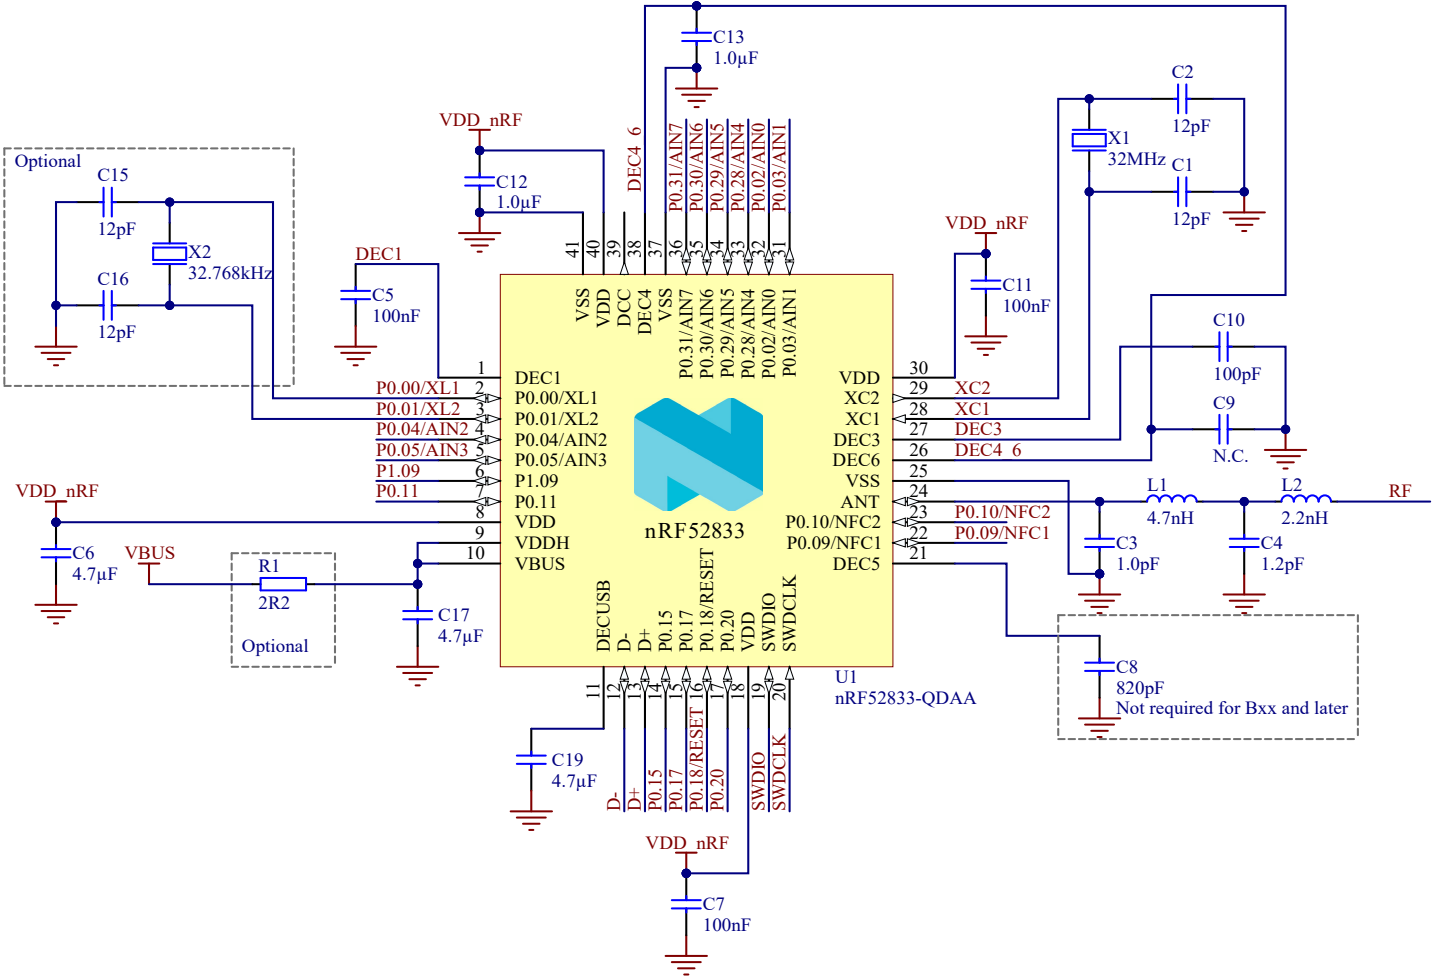 C13
1.0µF
VDD_nRF
C12
1.0µF
DEC4_6
P0.31/AIN7
P0.30/AIN6
P0.29/AIN5
P0.28/AIN4
P0.02/AIN0
P0.03/AIN1
C2
12pF
X1
32MHz
C1
12pF
Optional
C15
12pF
X2
32.768kHz
C16
12pF
DEC1
C5
100nF
VDD_nRF
C11
100nF
C10
100pF
C9
N.C.
41
40
39
38
37
36
35
34
33
32
31
VSS
VDD
DCC
DEC4
VSS
P0.31/AIN7
P0.30/AIN6
P0.29/AIN5
P0.28/AIN4
P0.02/AIN0
P0.03/AIN1
1
DEC1
P0.00/XL1
2
P0.00/XL1
P0.01/XL2
3
P0.01/XL2
P0.04/AIN2
4
P0.04/AIN2
P0.05/AIN3
5
P0.05/AIN3
P1.09
6
P1.09
P0.11
7
P0.11
8
VDD
9
VDDH
10
VBUS
VDD
30
XC2
29
XC2
XC1
28
XC1
DEC3
27
DEC3
DEC6
26
DEC4_6
VSS
25
ANT
24
P0.10/NFC2
23
P0.10/NFC2
P0.09/NFC1
22
P0.09/NFC1
DEC5
21
nRF52833
VDD_nRF
C6
4.7µF
VBUS
R1
2R2
Optional
C17
4.7µF
L1
4.7nH
L2
2.2nH
RF
C3
1.0pF
C4
1.2pF
C8
820pF
Not required for Bxx and later
DECUSB
D-
D+
P0.15
P0.17
P0.18/RESET
P0.20
VDD
SWDIO
SWDCLK
U1
nRF52833-QDAA
11
12
13
14
15
16
17
18
19
20
C19
4.7µF
D-
D+
P0.15
P0.17
P0.18/RESET
P0.20
SWDIO
SWDCLK
VDD_nRF
C7
100nF